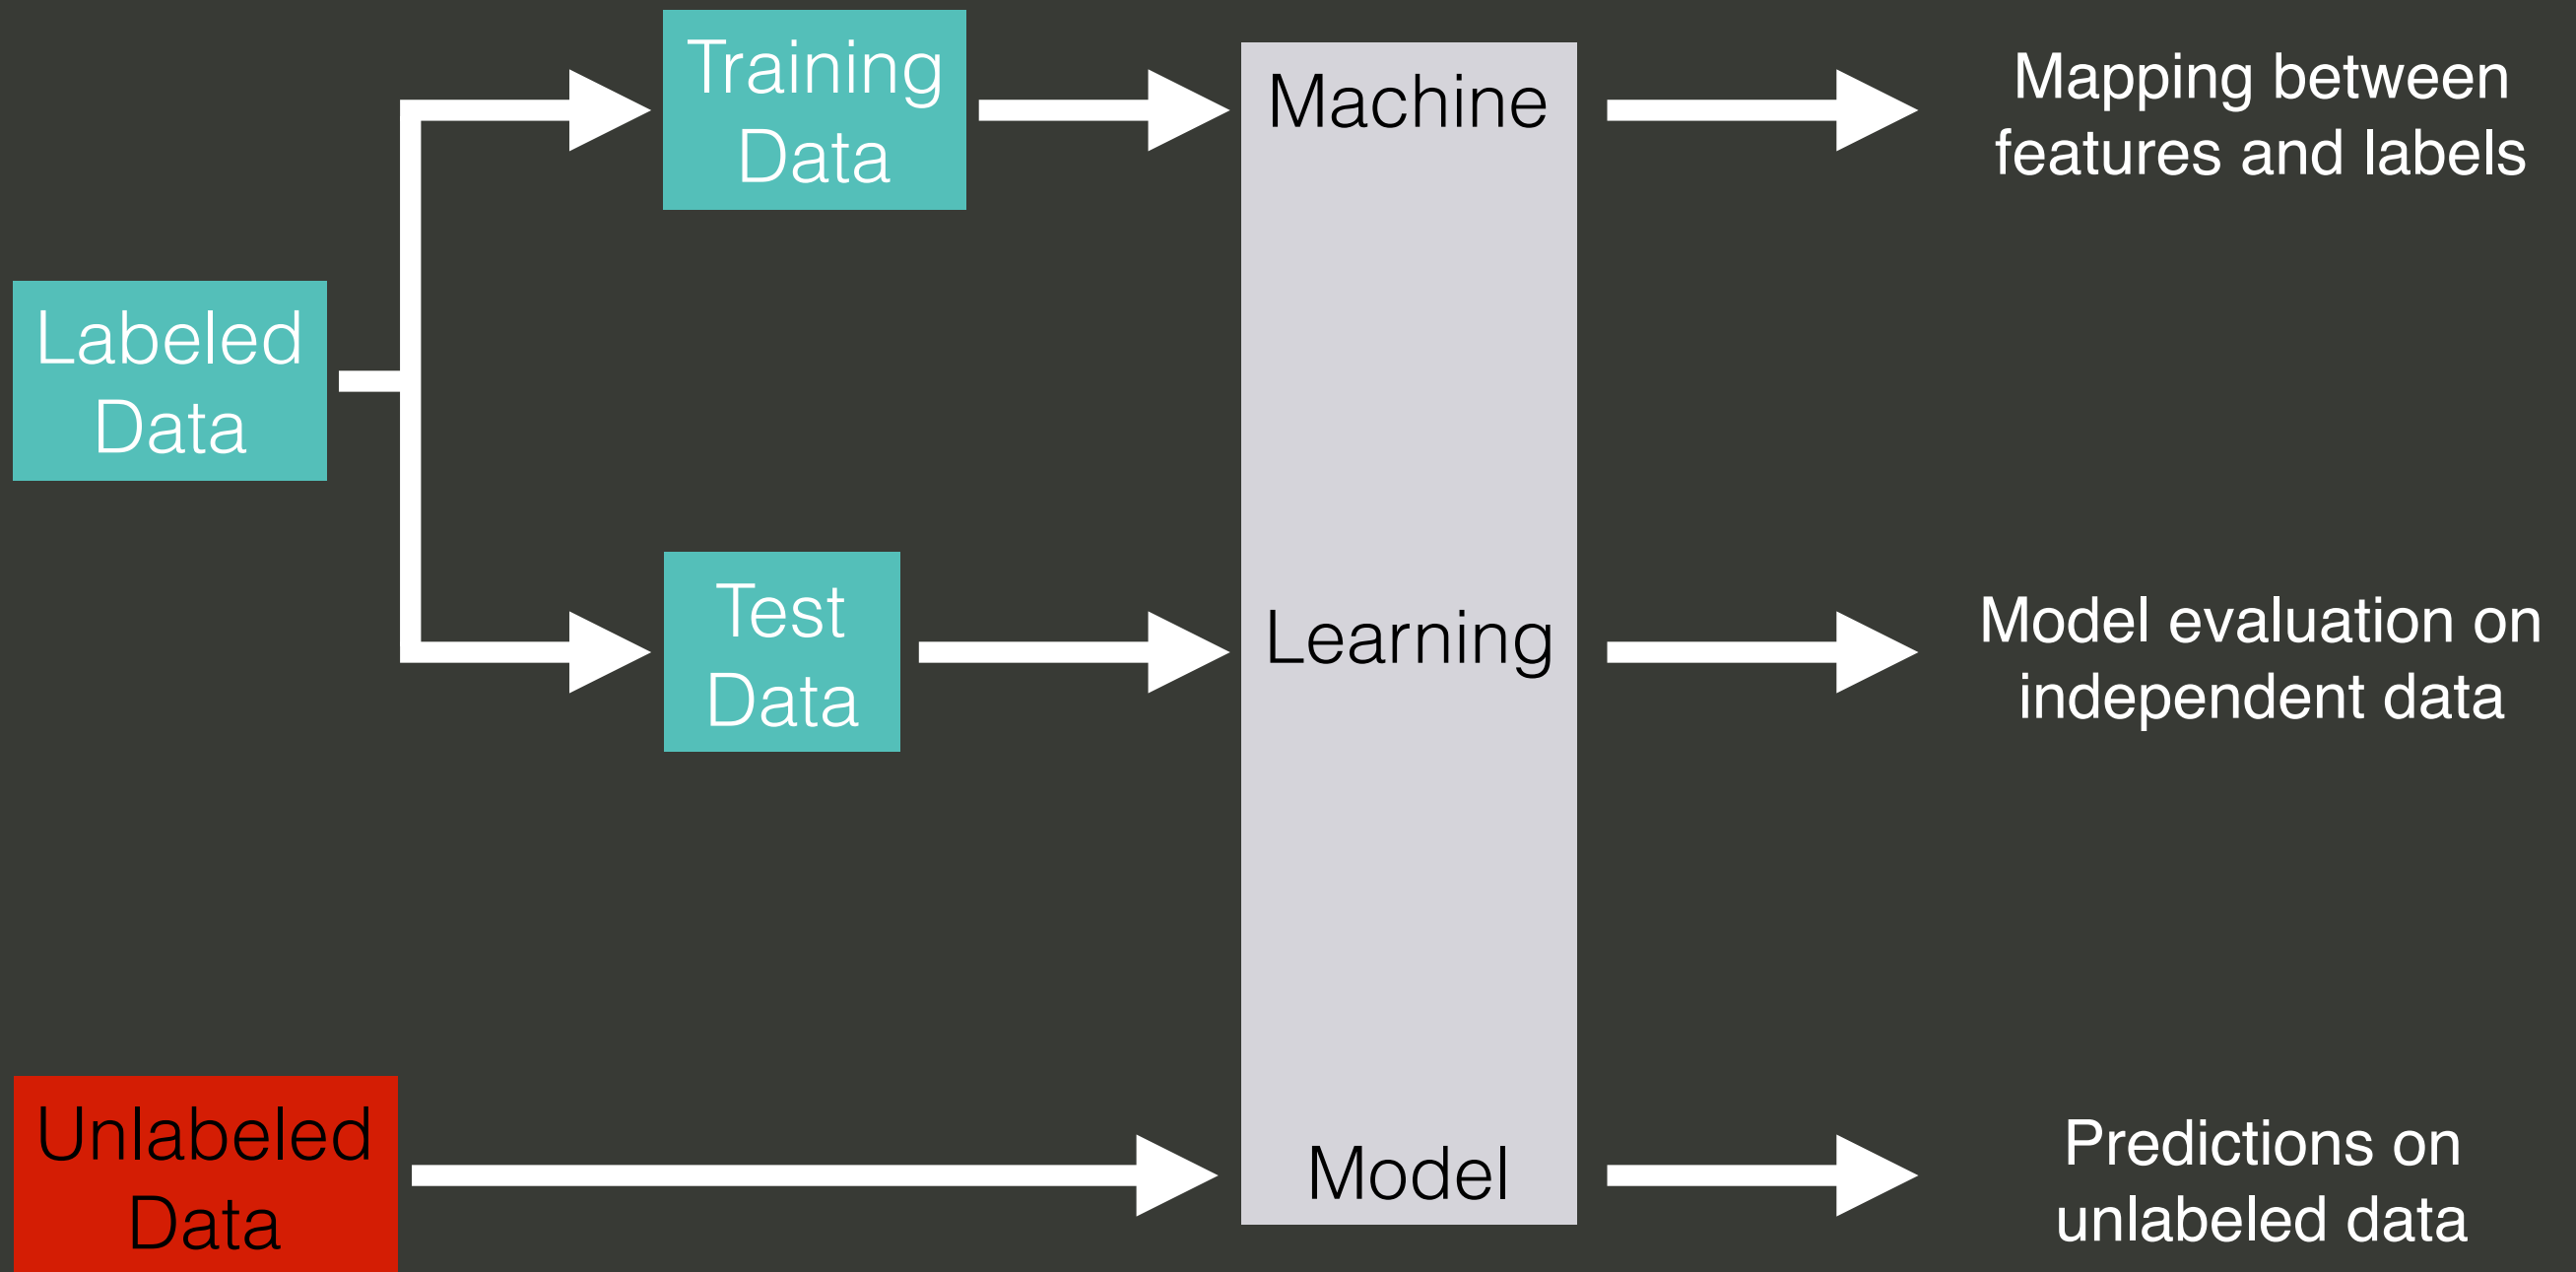 Training
Data
Machine
Mapping between
features and labels
Labeled
Data
Test
Data
Learning
Model evaluation on
independent data
Unlabeled
Data
Model
Predictions on
unlabeled data